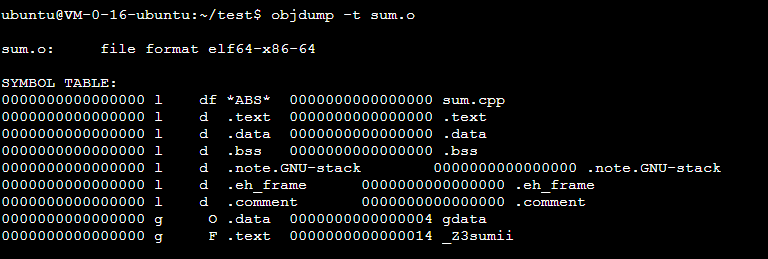 ubuntu@VM-0-16-ubuntu:~/test$ objdump -t sum.o
sum.o:     file format elf64-x86-64
SYMBOL TABLE:
0000000000000000 l    df *ABS*  0000000000000000 sum.cpp
0000000000000000 l    d  .text  0000000000000000 .text
0000000000000000 l    d  .data  0000000000000000 .data
0000000000000000 l    d  .bss  0000000000000000 .bss
0000000000000000 l    d  .note.GNU-stack        0000000000000000 .note.GNU-stack
0000000000000000 l    d  .eh_frame      0000000000000000 .eh_frame
0000000000000000 l    d  .comment       0000000000000000 .comment
0000000000000000 g     O .data  0000000000000004 gdata
0000000000000000 g     F .text  0000000000000014 _Z3sumii